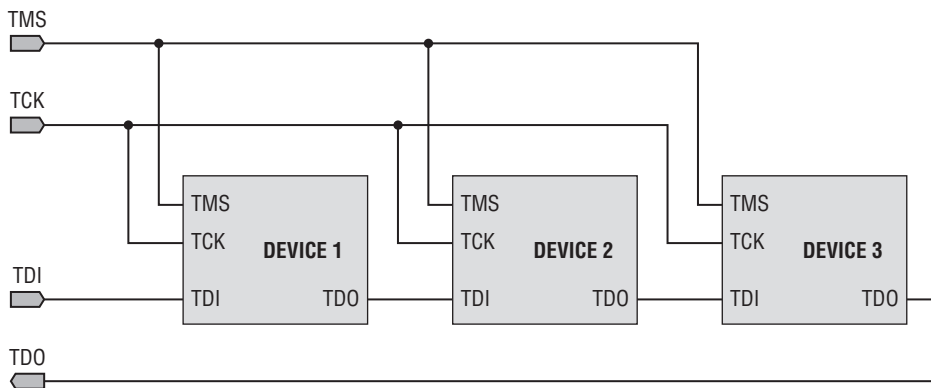 TMS
TCK
TMS
TMS
TMS
TCK
DEVICE 1
TCK
DEVICE 2
TCK
DEVICE 3
TDI
TDI
TDO
TDI
TDO
TDI
TDO
TDO